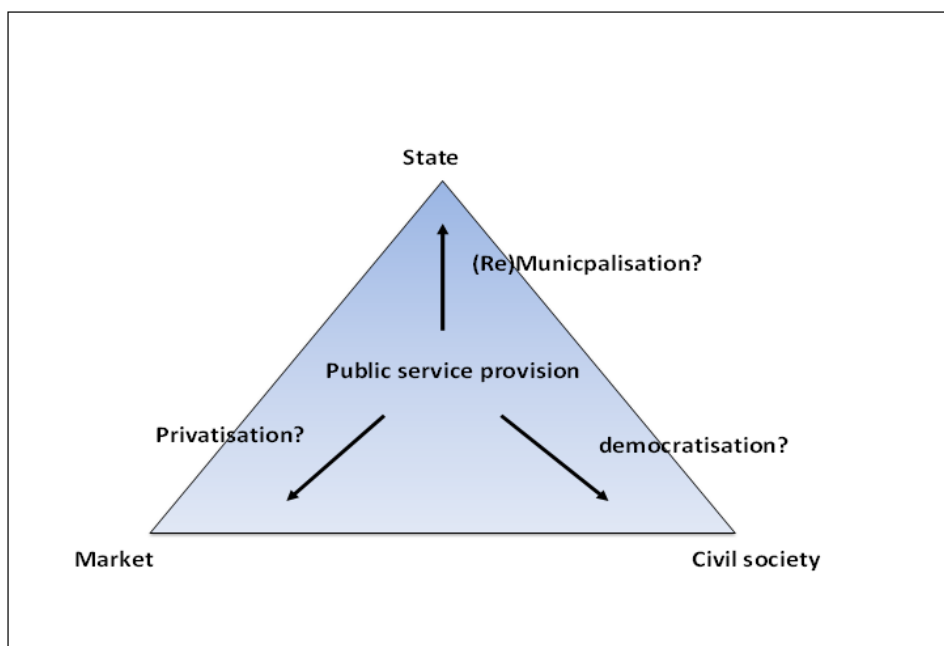 State
(Re)Municpalisation?
Public service provision
Privatisation?
democratisation?
Market
Civil society